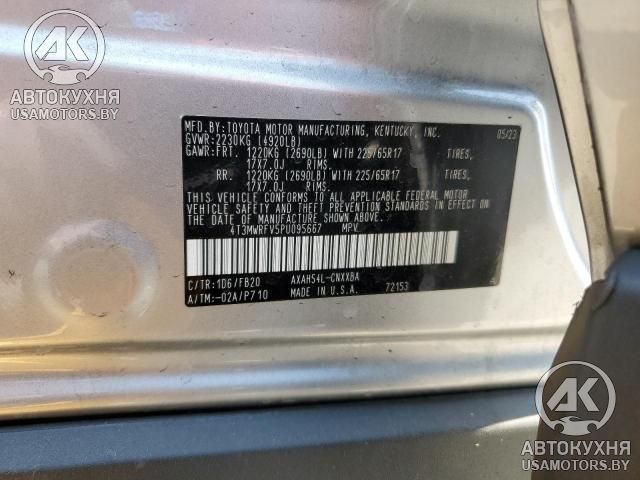 AK
АВТОКУХНЯ
USAMOTORS.BY
MFD.BY:TOYOTA MOTOR MANUFACTURING, KENTUCKY, INC. 05/23
GVWR:2230KG (4920LB)
GAWR:FRT. 1220KG (2690LB) WITH 225/65R17 TIRES,
17X7.0J RIMS.
RR. 1220KG (2690LB) WITH 225/65R17 TIRES,
17X7.0J RIMS.
THIS VEHICLE CONFORMS TO ALL APPLICABLE FEDERAL MOTOR
VEHICLE SAFETY AND THEFT PREVENTION STANDARDS IN EFFECT ON
THE DATE OF MANUFACTURE SHOWN ABOVE.
4T3MWRFV5PU095667 MPV
C/TR:1D6/FB20 AXAH54L-CNXXBA
A/TM:-02A/P710 MADE IN U.S.A. 72153
AK
АВТОКУХНЯ
USAMOTORS.BY